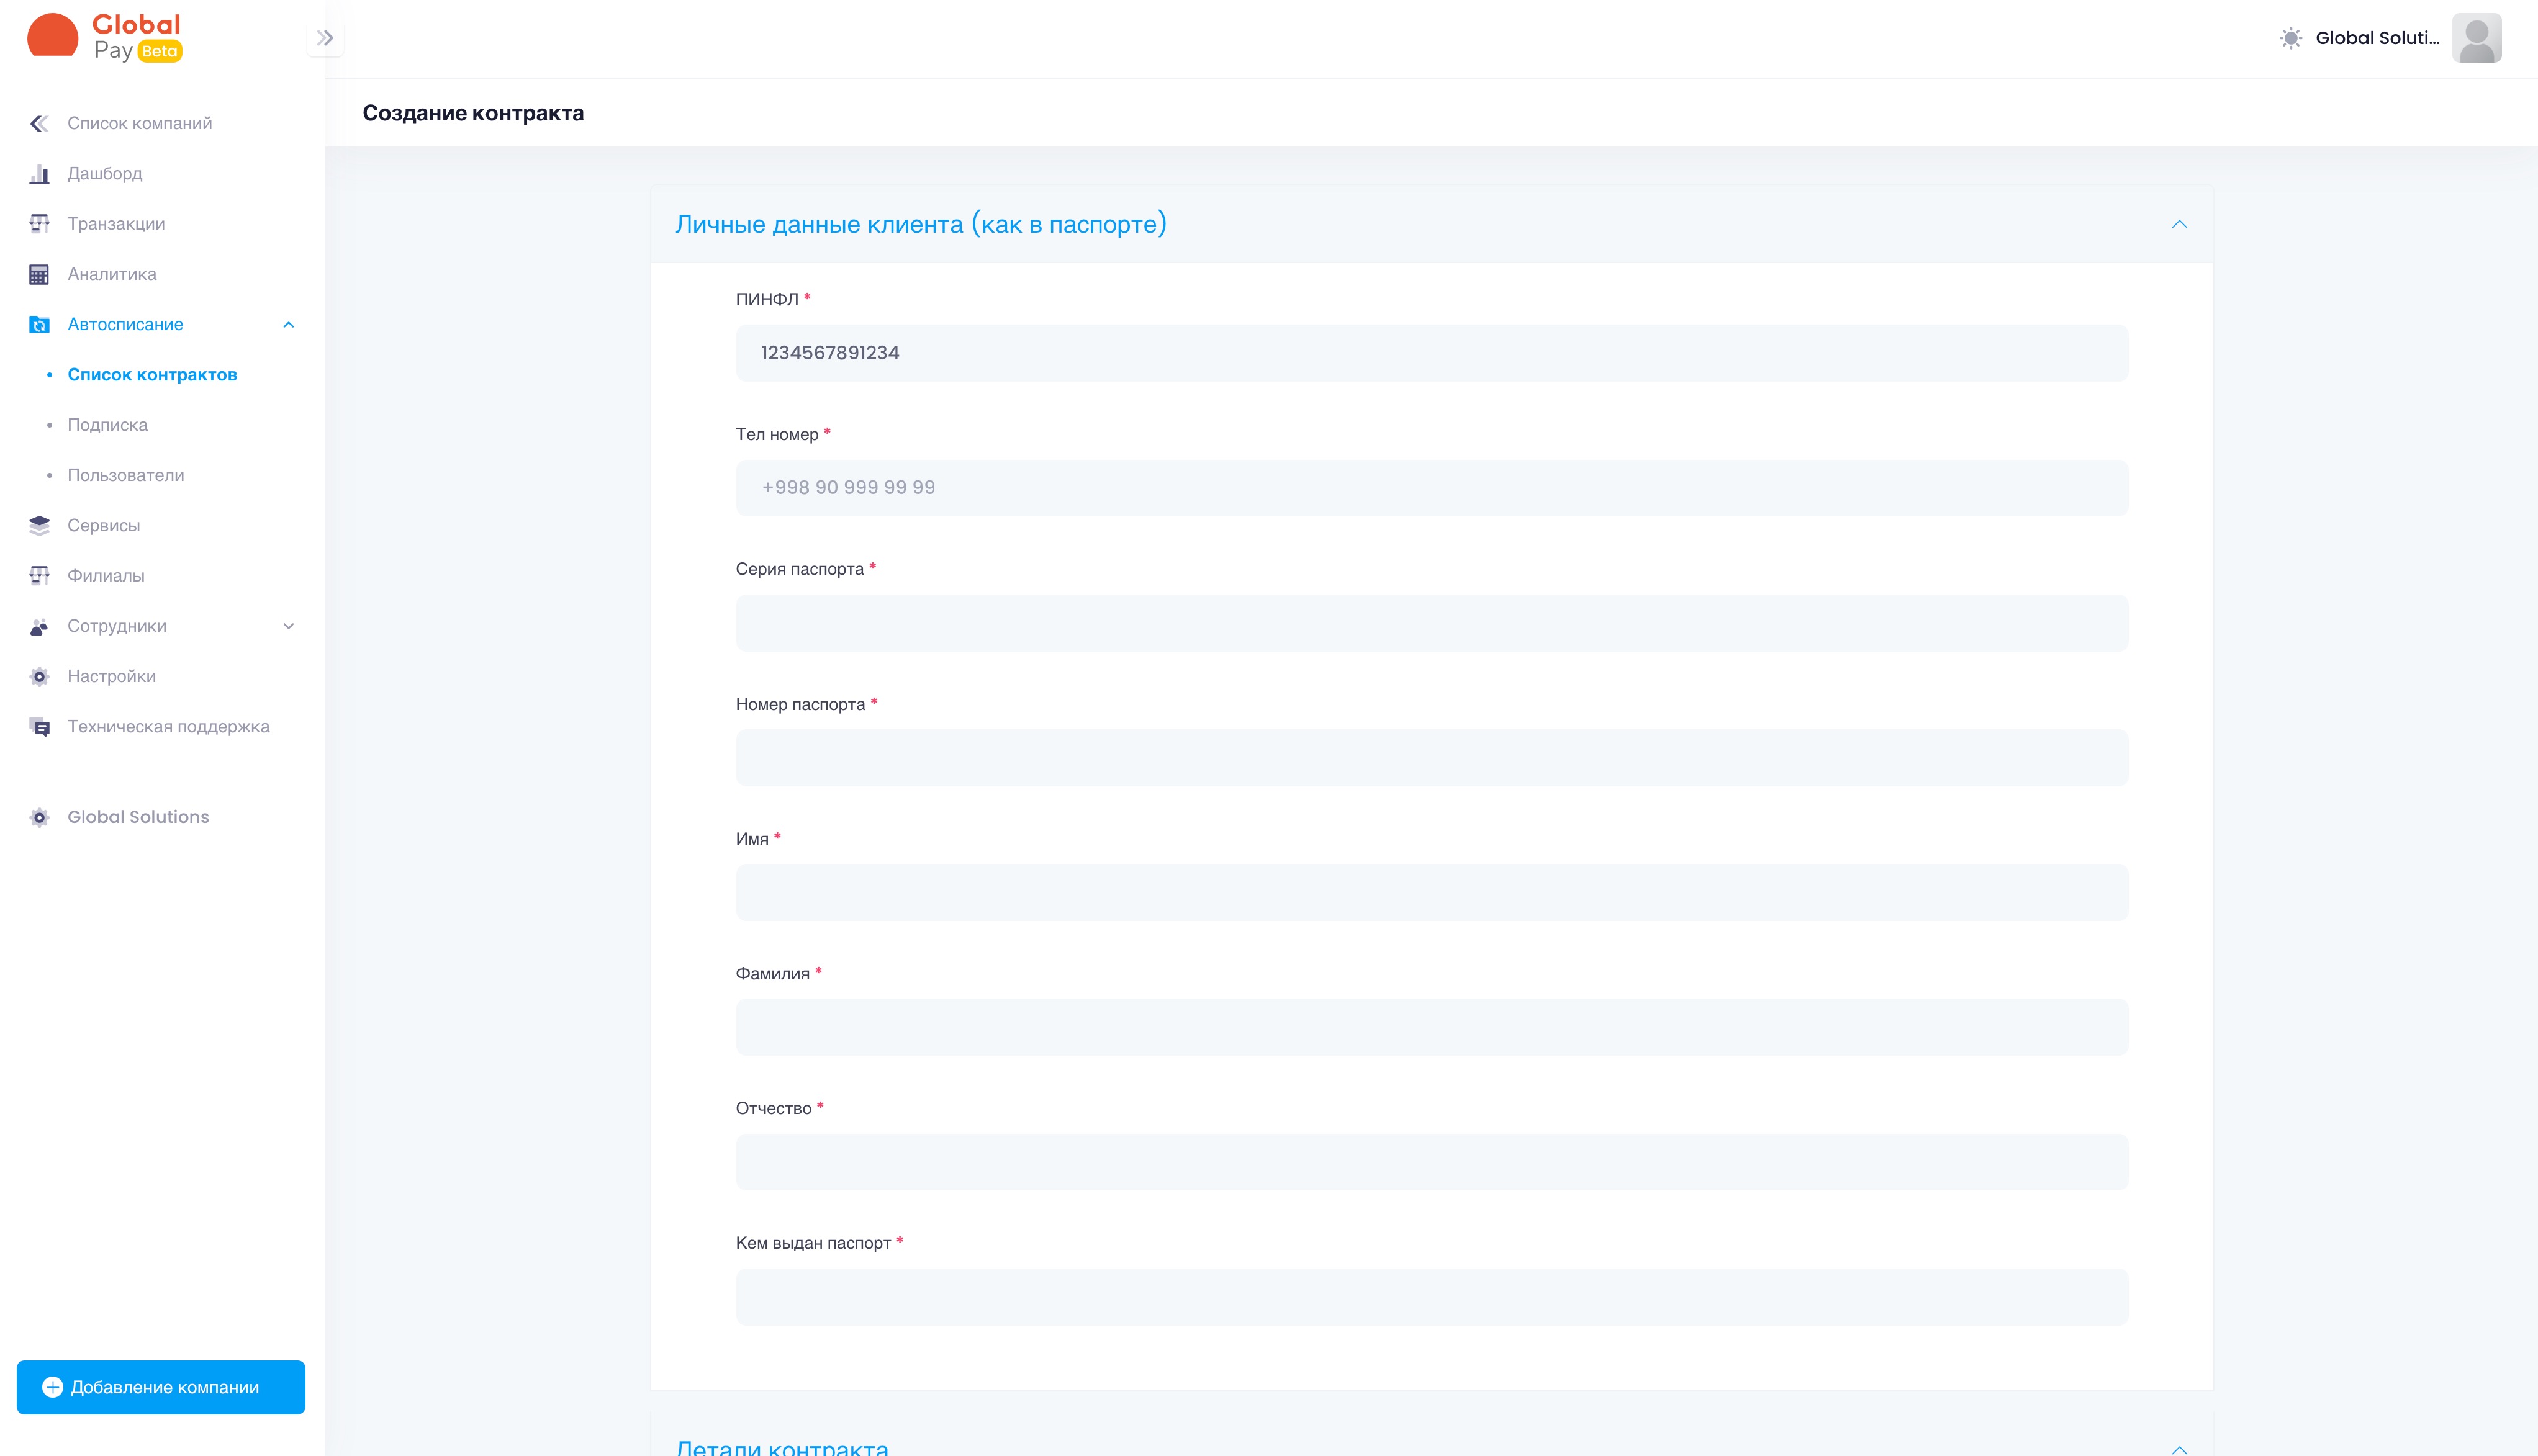 Global
Pay Beta
Global Soluti...
Создание контракта
Список компаний
Дашборд
Транзакции
Аналитика
Автосписание
Список контрактов
Подписка
Пользователи
Сервисы
Филиалы
Сотрудники
Настройки
Техническая поддержка
Global Solutions
Добавление компании
Личные данные клиента (как в паспорте)
ПИНФЛ *
1234567891234
Тел номер *
+998 90 999 99 99
Серия паспорта *
Номер паспорта *
Имя *
Фамилия *
Отчество *
Кем выдан паспорт *
Детали контракта